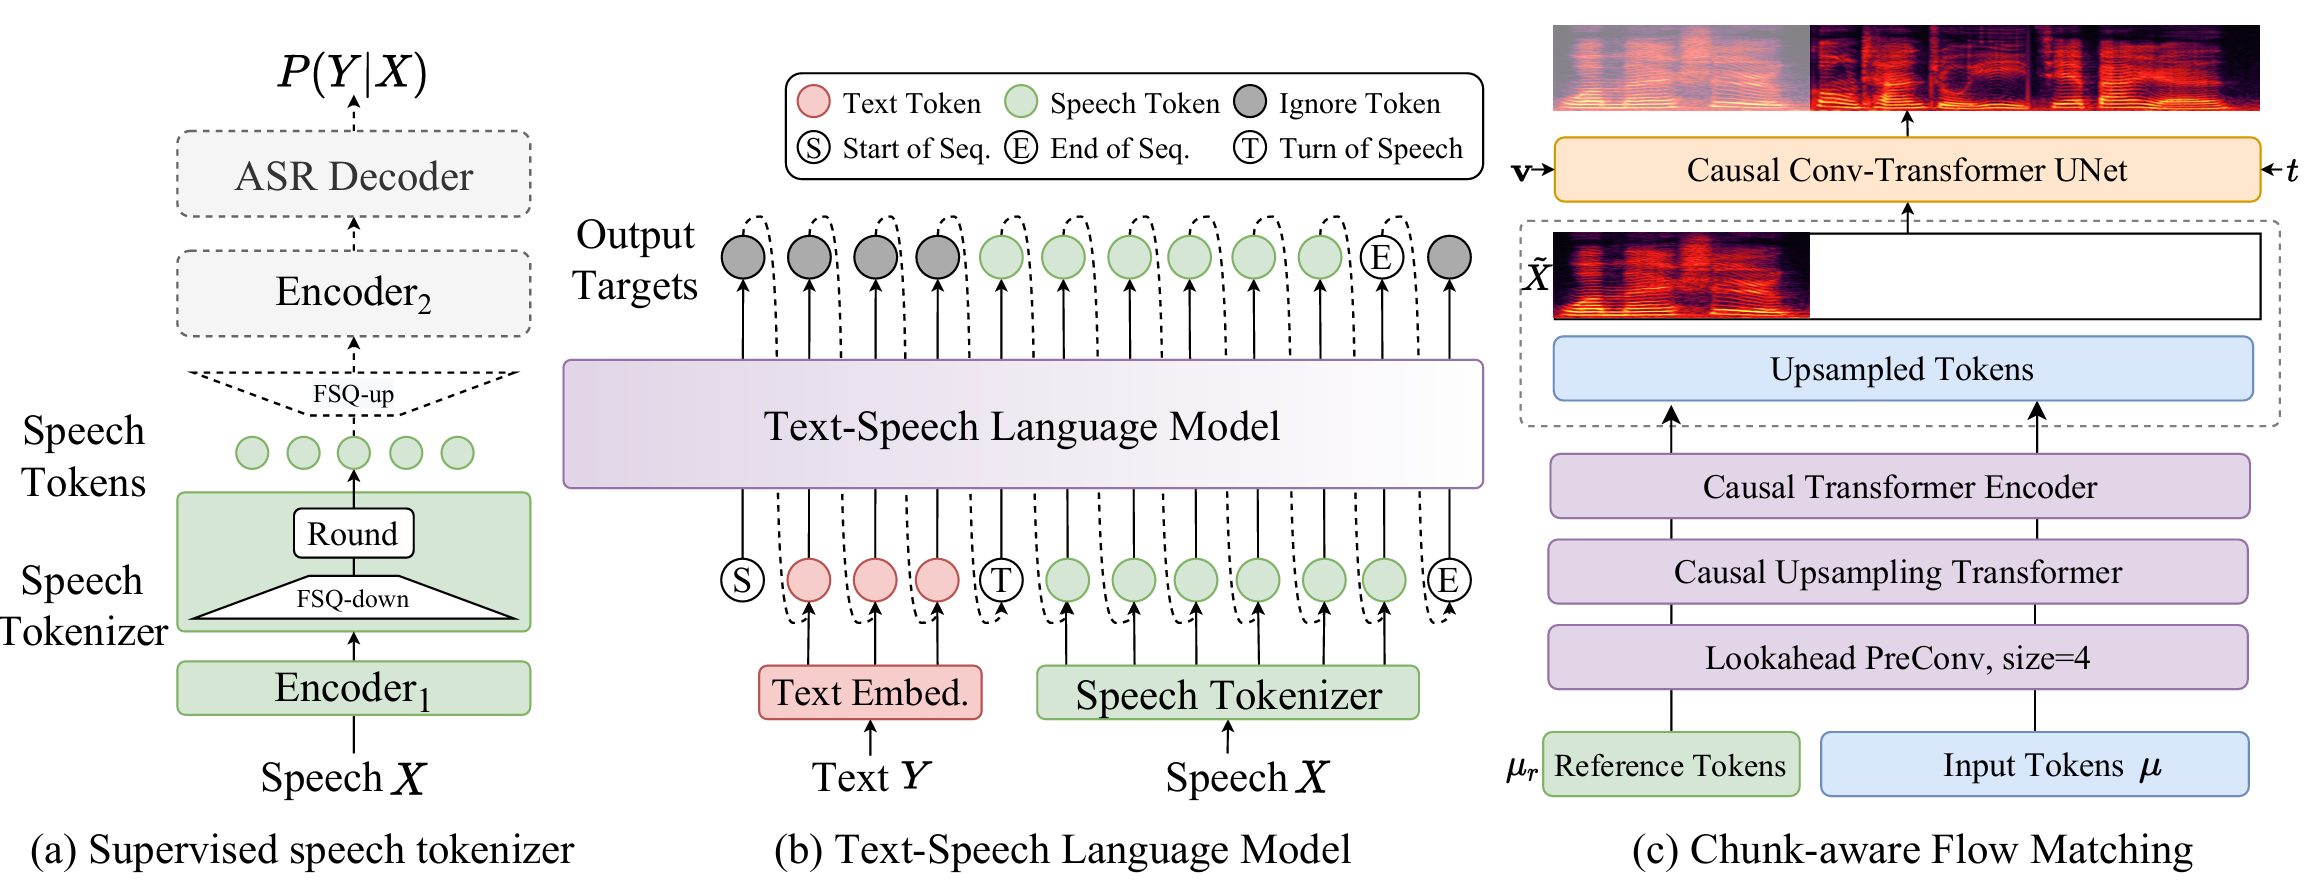 P(Y|X)
ASR Decoder
Encoder₂
FSQ-up
Speech
Tokens
Round
FSQ-down
Speech
Tokenizer
Encoder₁
Speech X
(a) Supervised speech tokenizer
Text Token
Speech Token
Ignore Token
S Start of Seq.
E End of Seq.
T Turn of Speech
Output
Targets
E
Text-Speech Language Model
S
T
E
Text Embed.
Speech Tokenizer
Text Y
Speech X
(b) Text-Speech Language Model
v
Causal Conv-Transformer UNet
t
X̃
Upsampled Tokens
Causal Transformer Encoder
Causal Upsampling Transformer
Lookahead PreConv, size=4
μᵣ
Reference Tokens
Input Tokens μ
(c) Chunk-aware Flow Matching